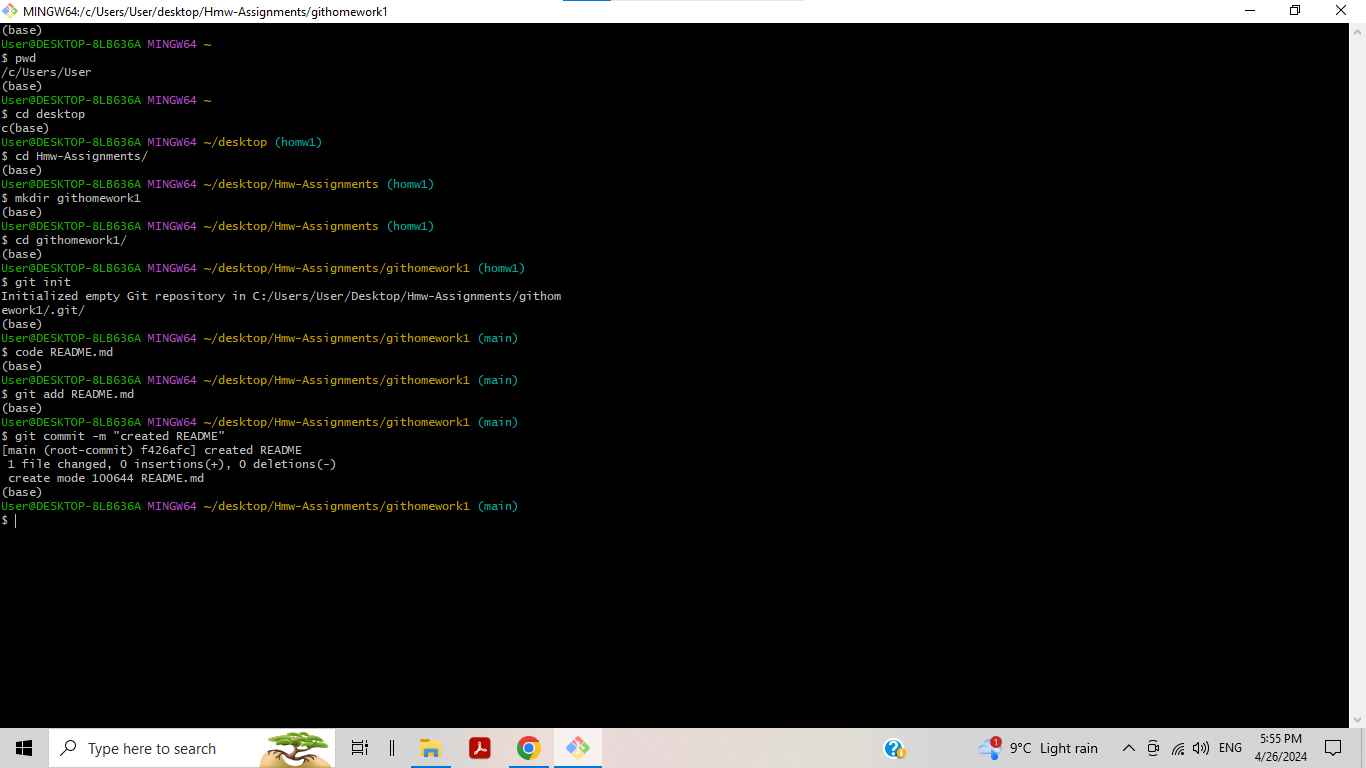 MINGW64:/c/Users/User/desktop/Hmw-Assignments/githomework1
(base)
User@DESKTOP-8LB636A MINGW64 ~
$ pwd
/c/Users/User
(base)
User@DESKTOP-8LB636A MINGW64 ~
$ cd desktop
c(base)
User@DESKTOP-8LB636A MINGW64 ~/desktop (homw1)
$ cd Hmw-Assignments/
(base)
User@DESKTOP-8LB636A MINGW64 ~/desktop/Hmw-Assignments (homw1)
$ mkdir githomework1
(base)
User@DESKTOP-8LB636A MINGW64 ~/desktop/Hmw-Assignments (homw1)
$ cd githomework1/
(base)
User@DESKTOP-8LB636A MINGW64 ~/desktop/Hmw-Assignments/githomework1 (homw1)
$ git init
Initialized empty Git repository in C:/Users/User/Desktop/Hmw-Assignments/githom
ework1/.git/
(base)
User@DESKTOP-8LB636A MINGW64 ~/desktop/Hmw-Assignments/githomework1 (main)
$ code README.md
(base)
User@DESKTOP-8LB636A MINGW64 ~/desktop/Hmw-Assignments/githomework1 (main)
$ git add README.md
(base)
User@DESKTOP-8LB636A MINGW64 ~/desktop/Hmw-Assignments/githomework1 (main)
$ git commit -m "created README"
[main (root-commit) f426afc] created README
 1 file changed, 0 insertions(+), 0 deletions(-)
 create mode 100644 README.md
(base)
User@DESKTOP-8LB636A MINGW64 ~/desktop/Hmw-Assignments/githomework1 (main)
$
Type here to search
1
9°C Light rain
ENG
5:55 PM
4/26/2024